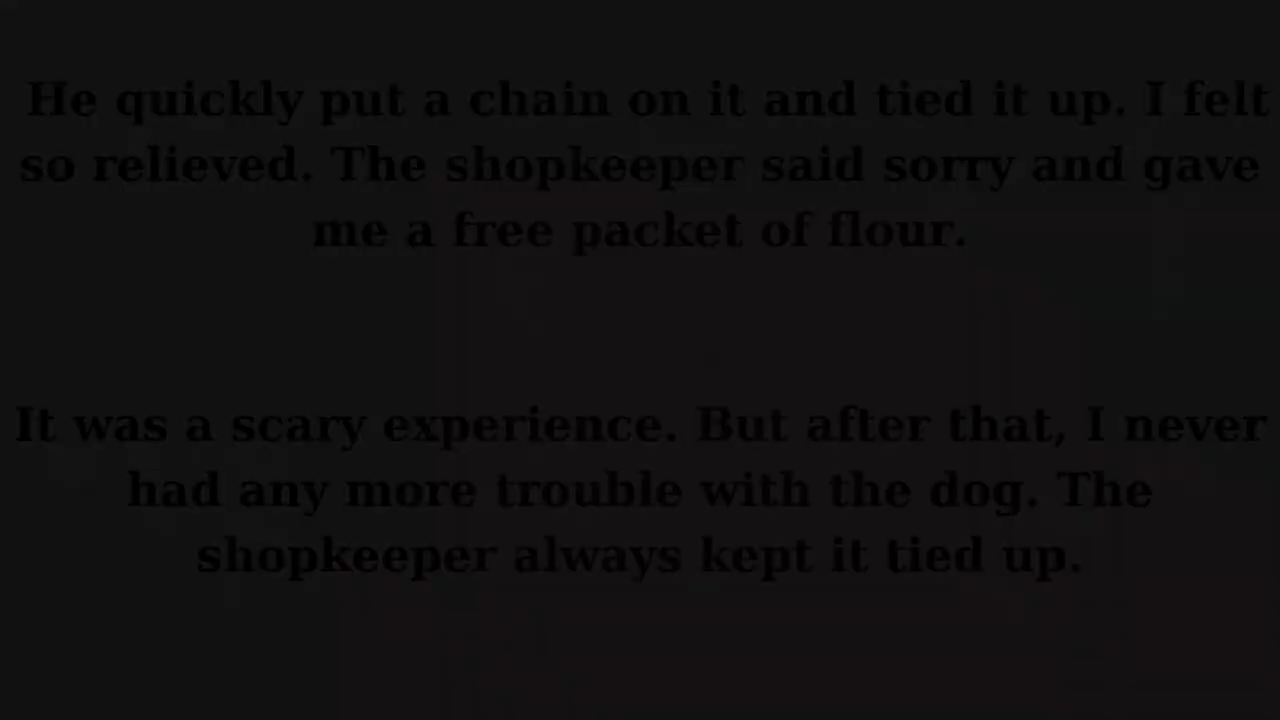 He quickly put a chain on it and tied it up. I felt
so relieved. The shopkeeper said sorry and gave
me a free packet of flour.
It was a scary experience. But after that, I never
had any more trouble with the dog. The
shopkeeper always kept it tied up.